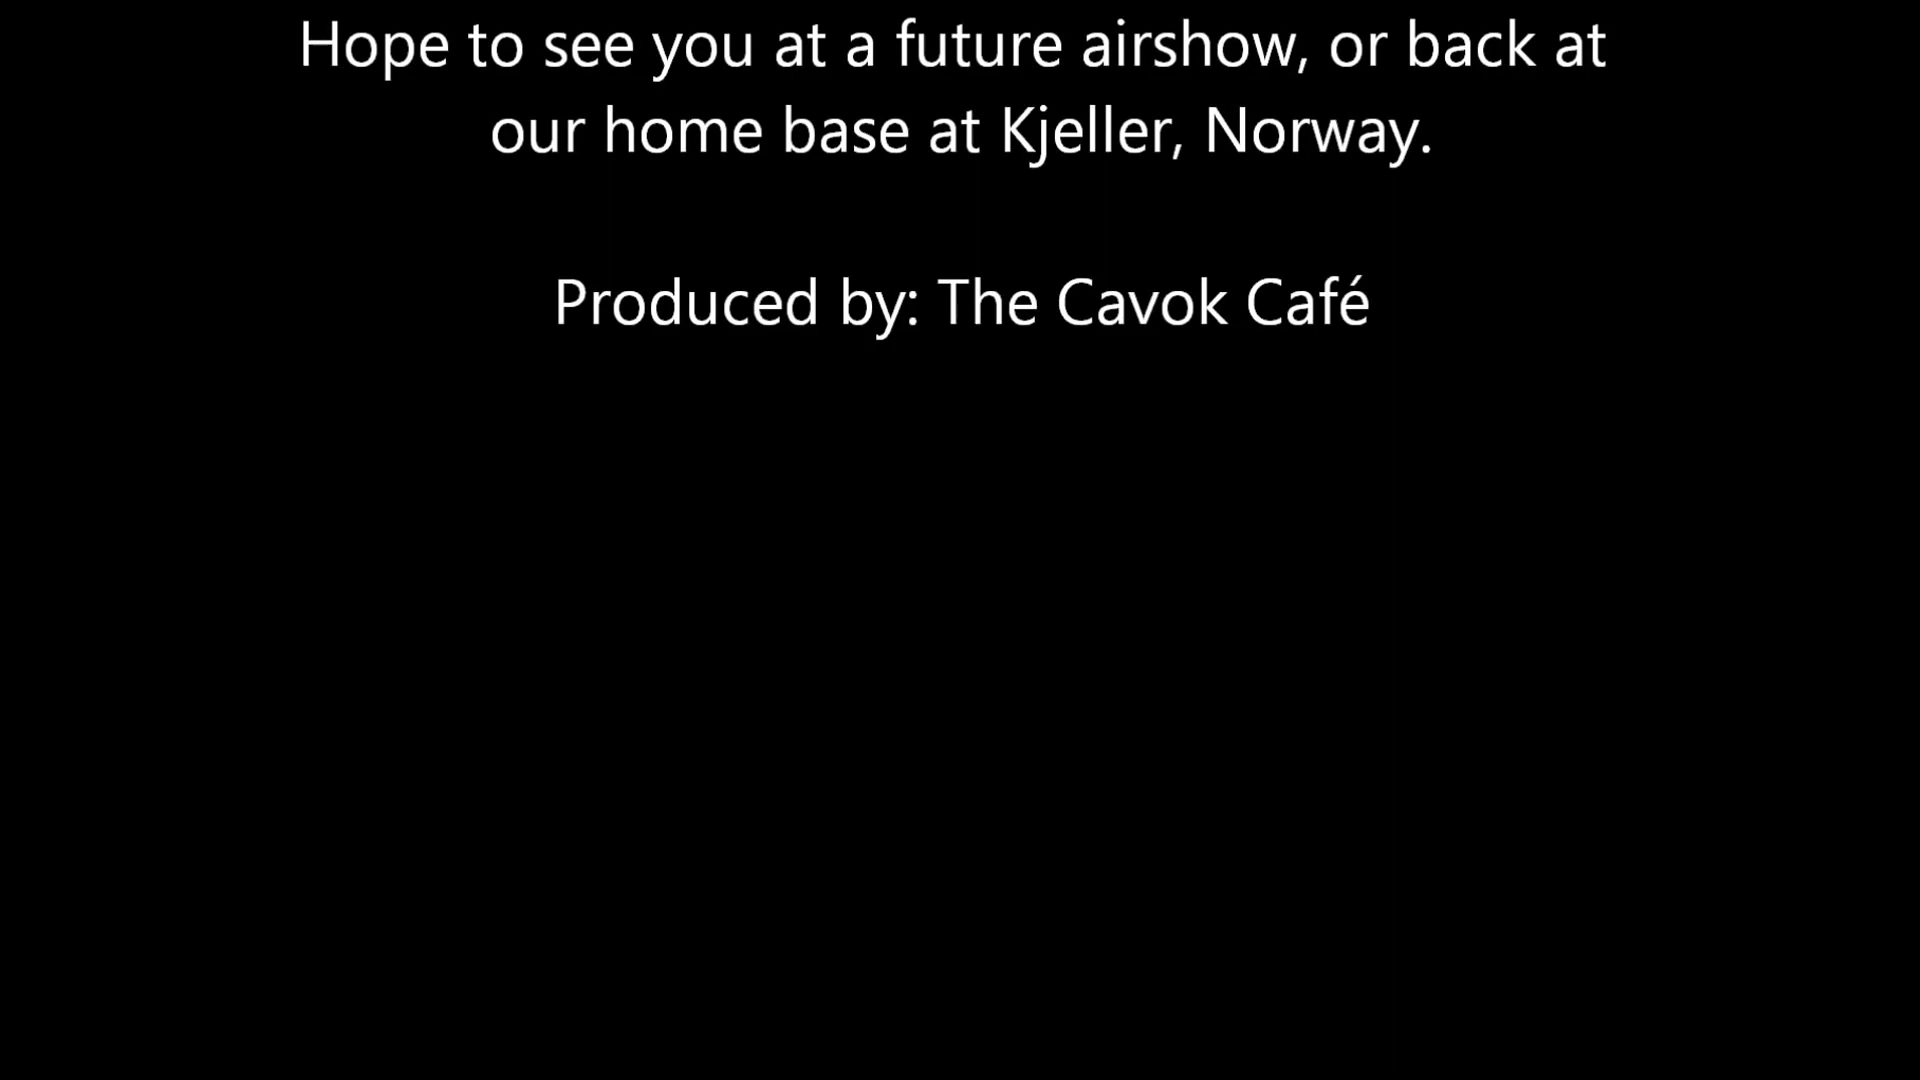 Hope to see you at a future airshow, or back at
our home base at Kjeller, Norway.
Produced by: The Cavok Café